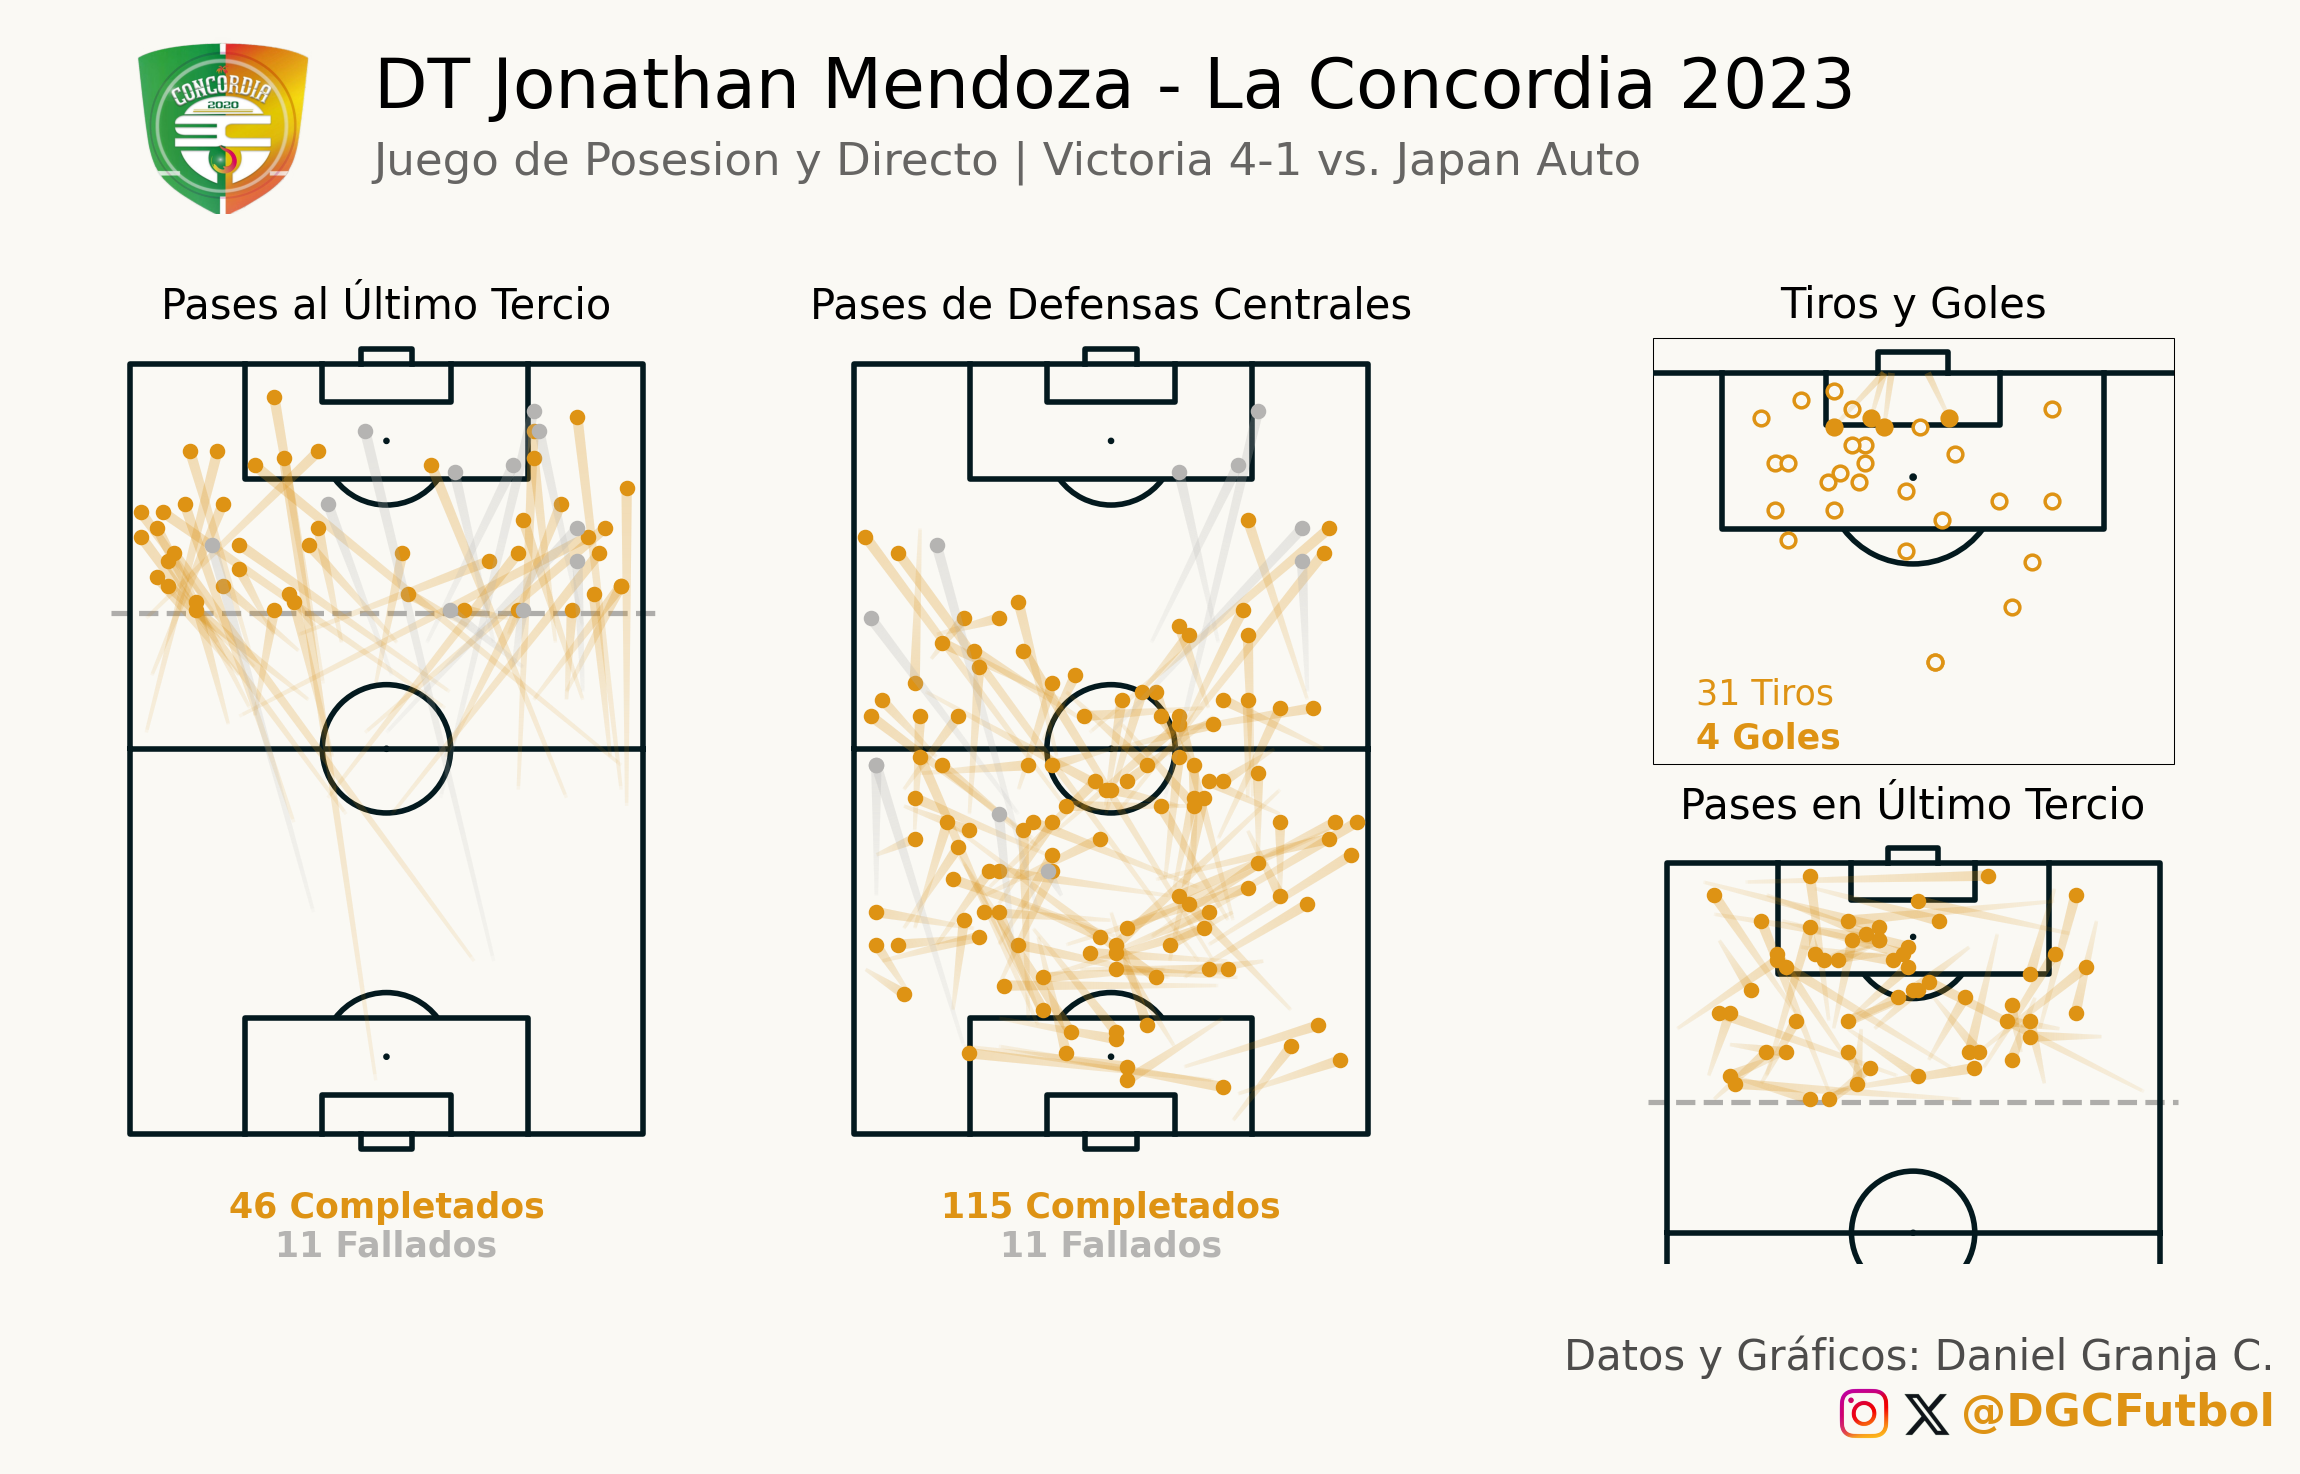 CONCORDIA
2020
DT Jonathan Mendoza - La Concordia 2023
Juego de Posesion y Directo | Victoria 4-1 vs. Japan Auto
Pases al Último Tercio
46 Completados
11 Fallados
Pases de Defensas Centrales
115 Completados
11 Fallados
Tiros y Goles
31 Tiros
4 Goles
Pases en Último Tercio
Datos y Gráficos: Daniel Granja C.
@DGCFutbol